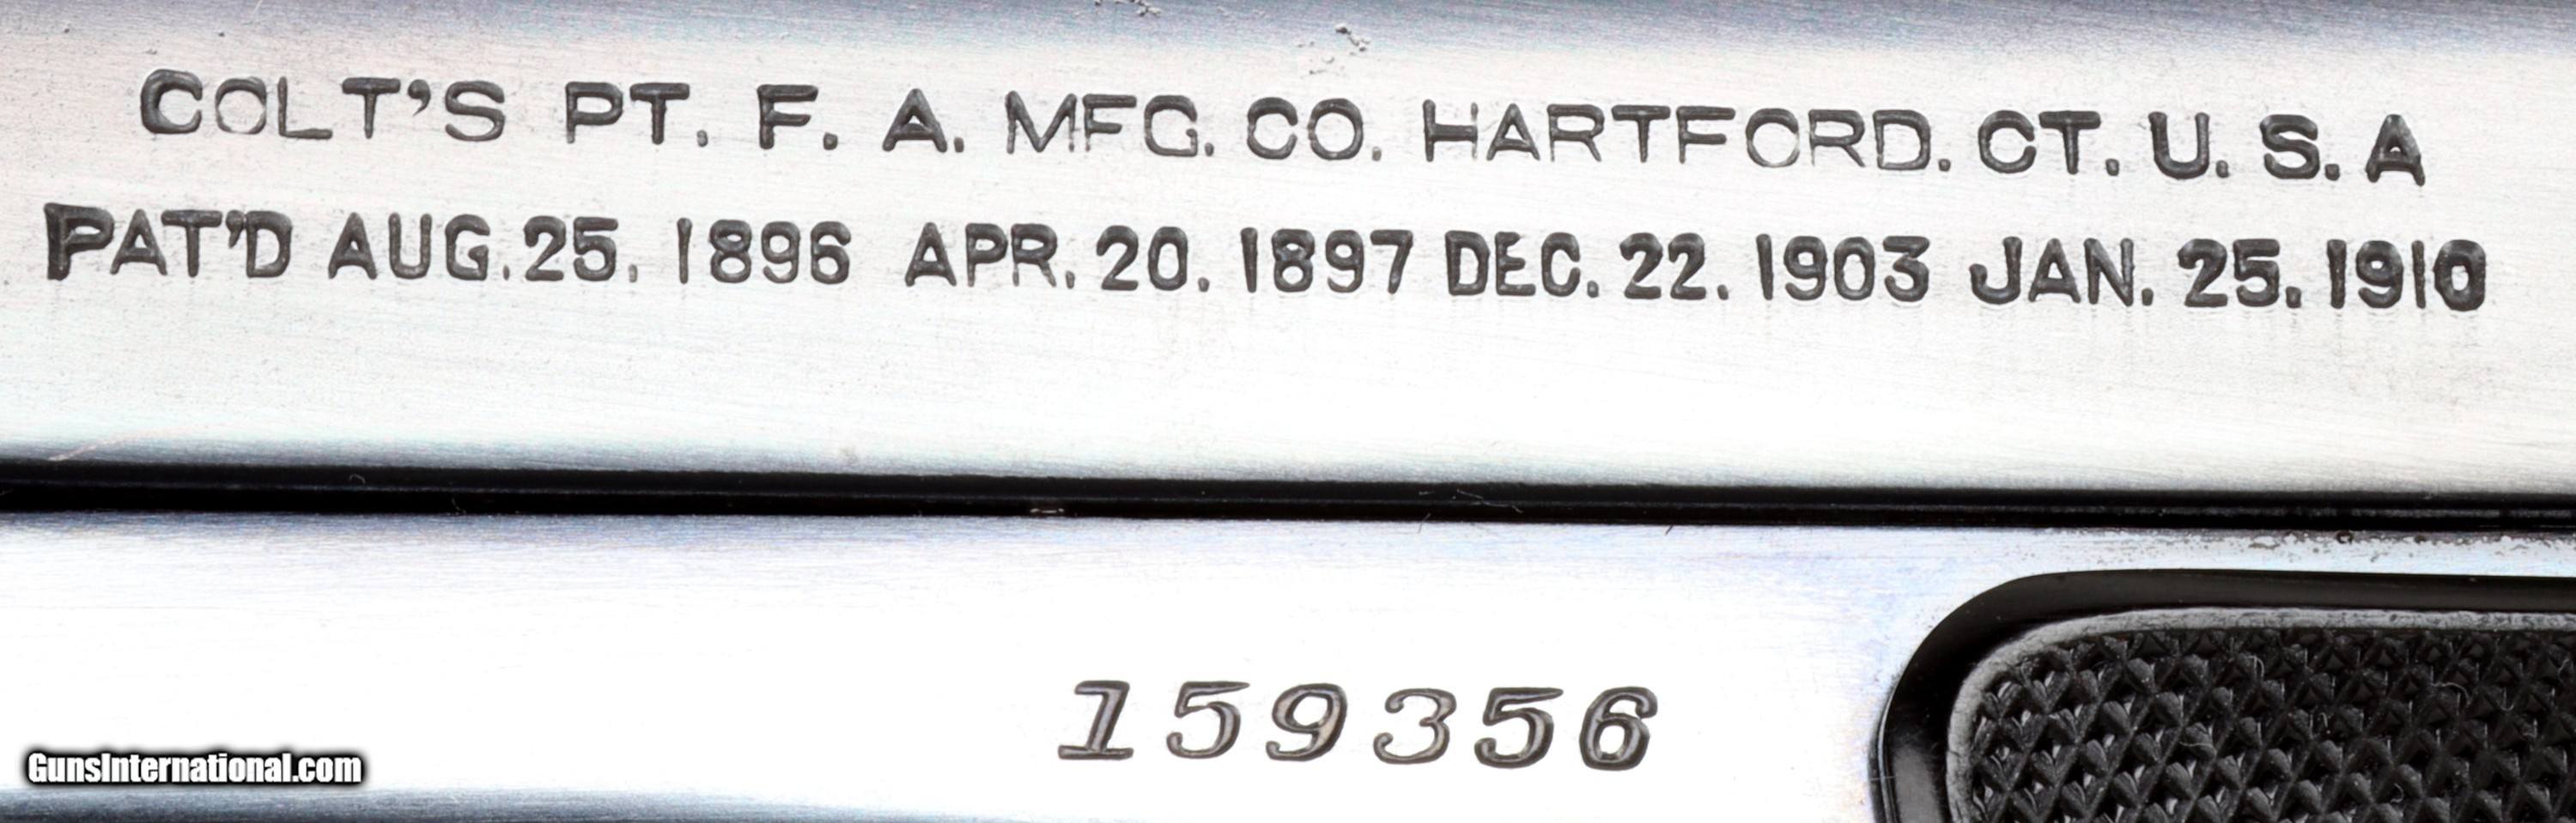 COLT'S PT. F. A. MFG. CO. HARTFORD. CT. U. S. A
PAT'D AUG. 25. 1896 APR. 20. 1897 DEC. 22. 1903 JAN. 25. 1910
159356
GunsInternational.com